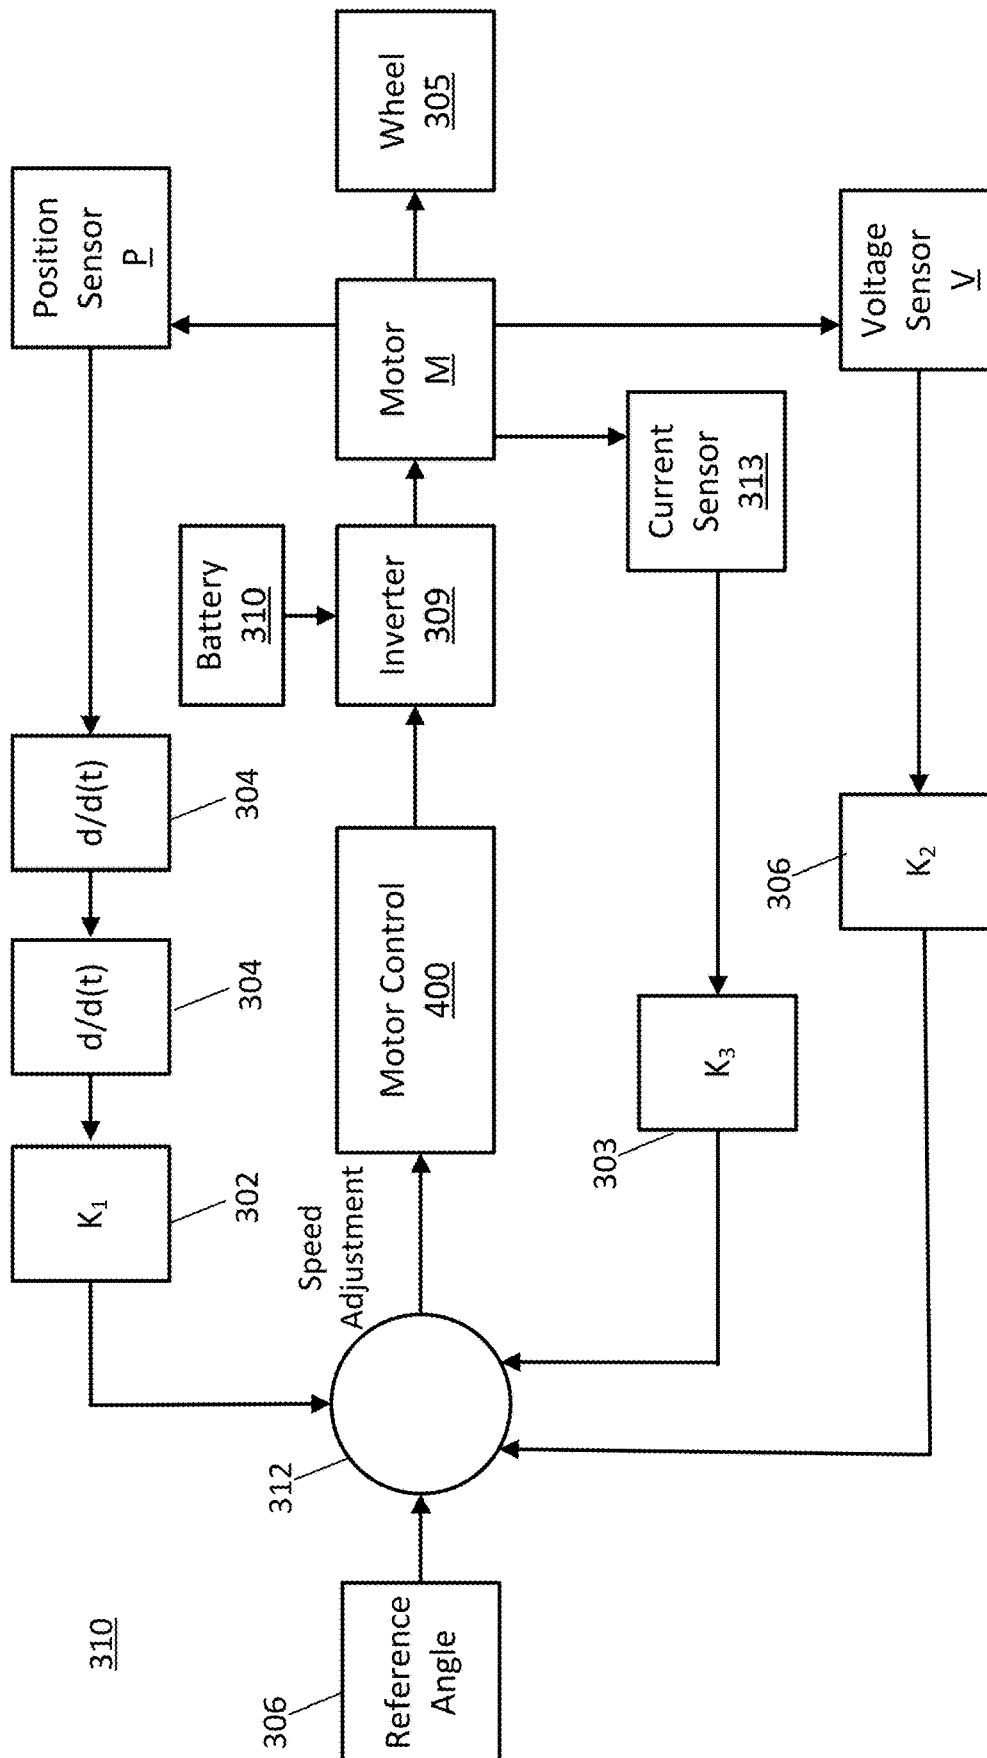 310
306
Reference
Angle
312
Speed
Adjustment
K₁
302
d/d(t)
304
d/d(t)
304
Position
Sensor
P
Motor Control
400
Battery
310
Inverter
309
Motor
M
Wheel
305
K₃
303
Current
Sensor
313
K₂
306
Voltage
Sensor
V